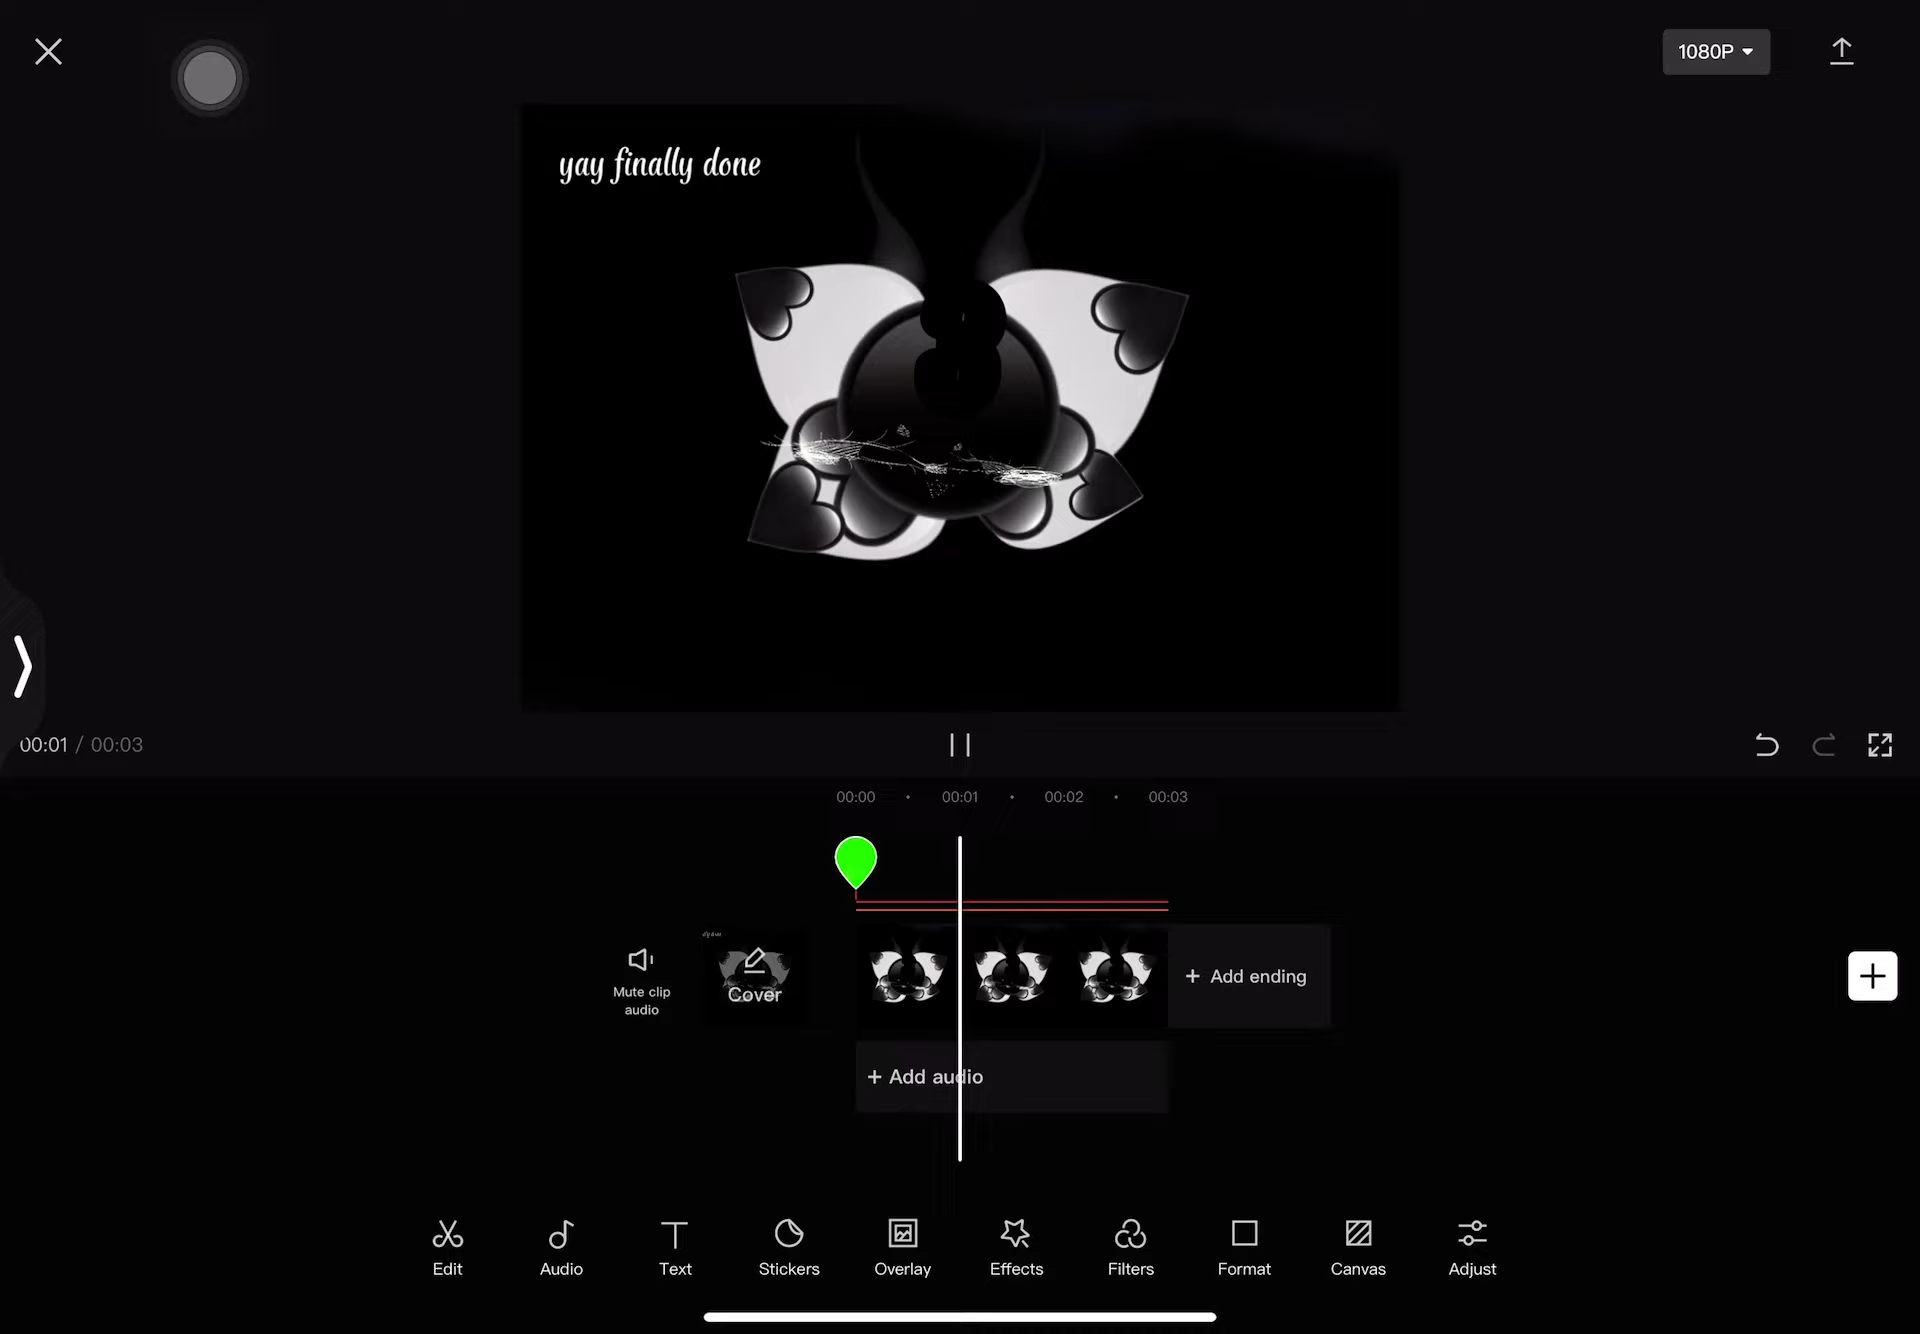 1080P
yay finally done
00:01 / 00:03
00:00 00:01 00:02 00:03
Mute clip
audio
Cover
+ Add ending
+ Add audio
Edit Audio Text Stickers Overlay Effects Filters Format Canvas Adjust